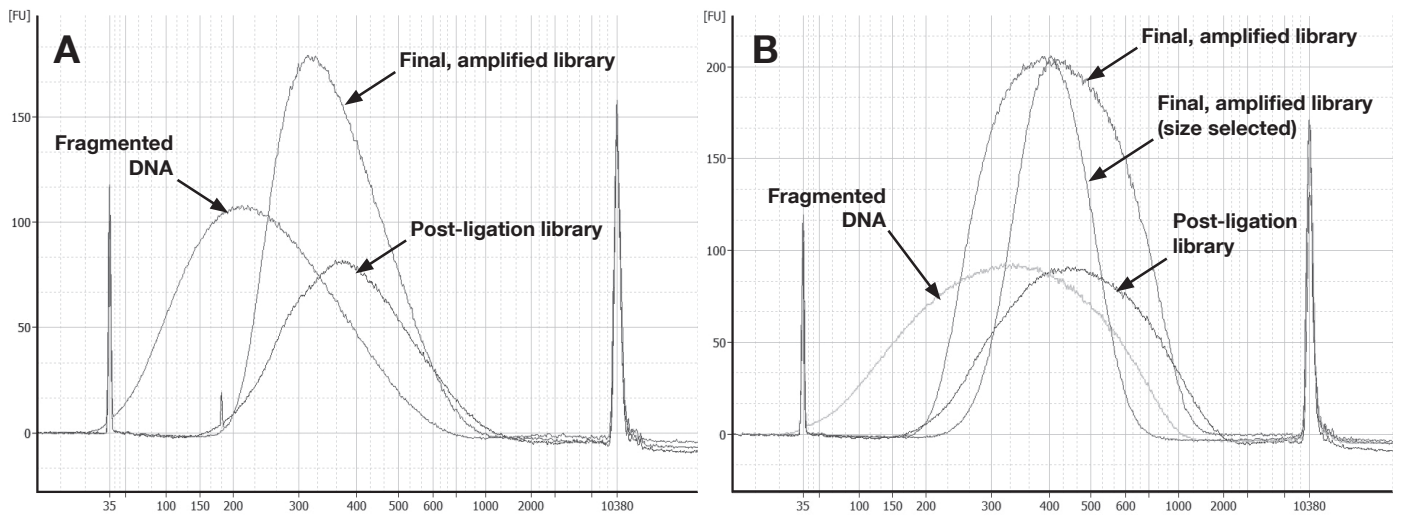 [FU]
A
Final, amplified library
150
Fragmented
DNA
100
Post-ligation library
50
0
35 100 150 200 300 400 500 600 1000 2000 10380
[FU]
B
Final, amplified library
200
Final, amplified library
(size selected)
150
Fragmented
DNA
Post-ligation
library
100
50
0
35 100 150 200 300 400 500 600 1000 2000 10380